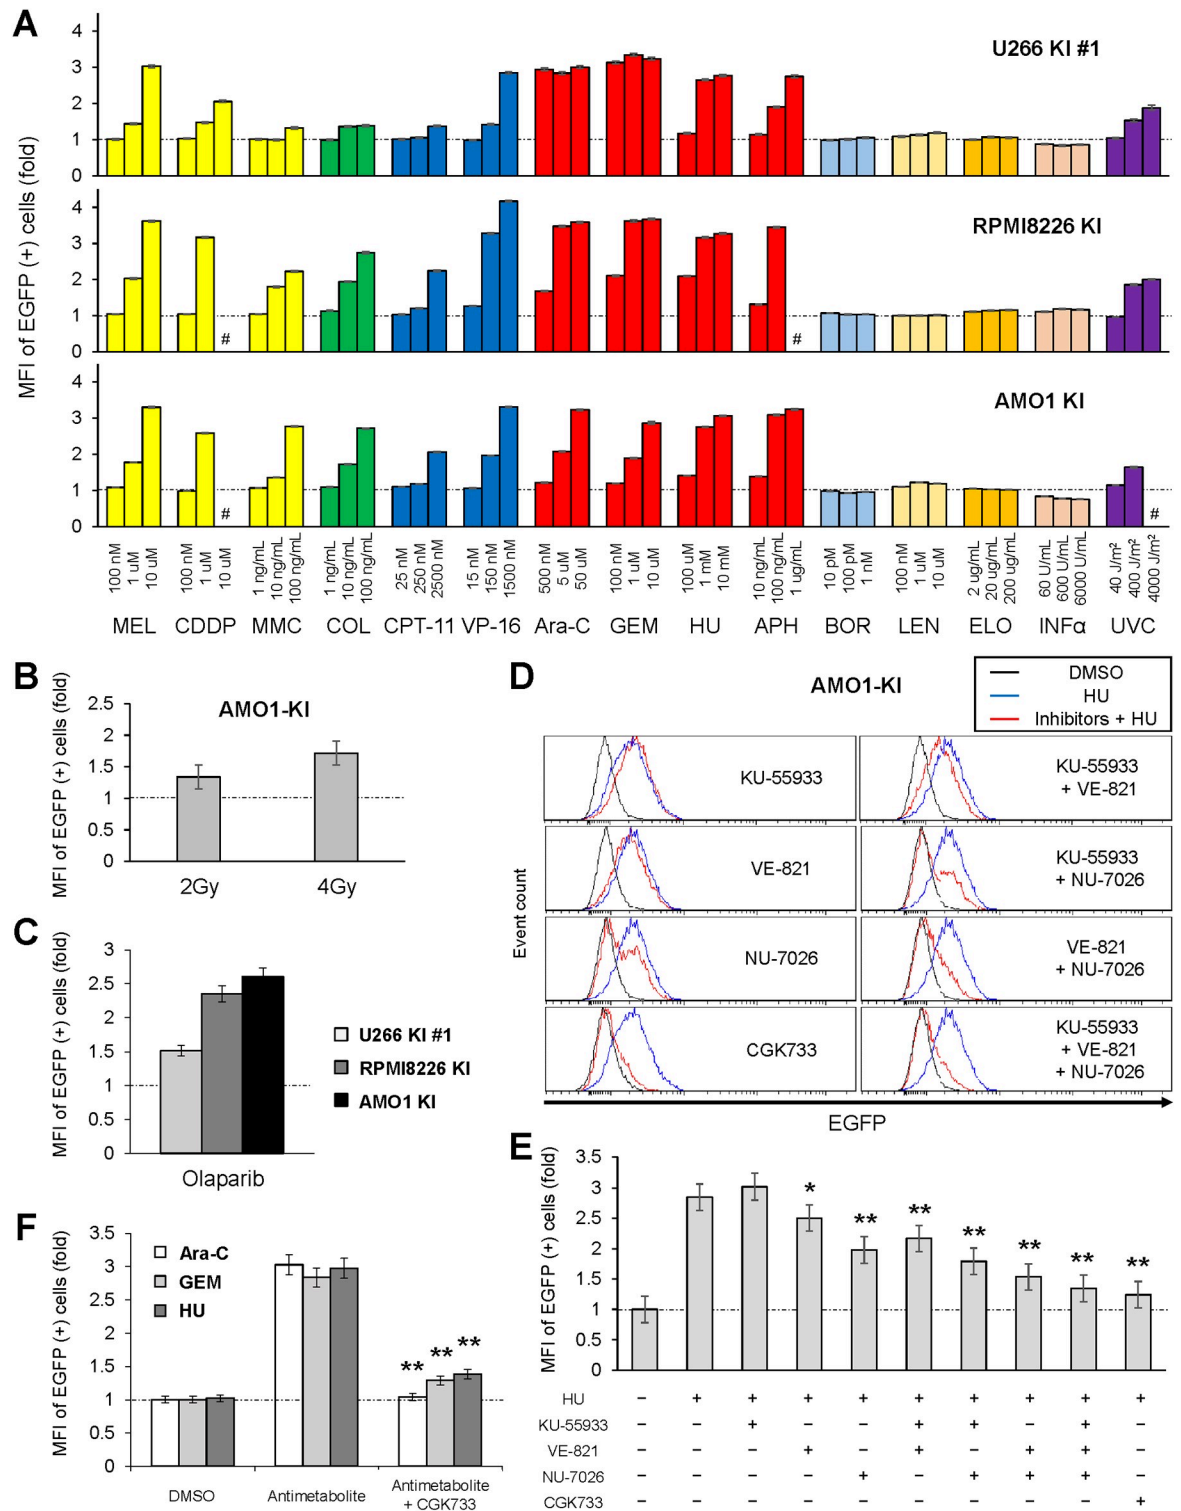 A
MFI of EGFP (+) cells (fold)
4
3
2
1
0
U266 KI #1
4
3
2
1
0
RPMI8226 KI
#
#
4
3
2
1
0
AMO1 KI
#
#
100 nM
1 uM
10 uM
100 nM
1 uM
10 uM
1 ng/mL
10 ng/mL
100 ng/mL
1 ng/mL
10 ng/mL
100 ng/mL
25 nM
250 nM
2500 nM
15 nM
150 nM
1500 nM
500 nM
5 uM
50 uM
100 nM
1 uM
10 uM
100 uM
1 mM
10 mM
10 ng/mL
100 ng/mL
1 ug/mL
10 pM
100 pM
1 nM
100 nM
1 uM
10 uM
2 ug/mL
20 ug/mL
200 ug/mL
60 U/mL
600 U/mL
6000 U/mL
40 J/m²
400 J/m²
4000 J/m²
MEL CDDP MMC COL CPT-11 VP-16 Ara-C GEM HU APH BOR LEN ELO INFα UVC
B
MFI of EGFP (+) cells (fold)
2.5
2
1.5
1
0.5
0
AMO1-KI
2Gy 4Gy
C
MFI of EGFP (+) cells (fold)
3
2.5
2
1.5
1
0.5
0
Olaparib
U266 KI #1
RPMI8226 KI
AMO1 KI
D
AMO1-KI
DMSO
HU
Inhibitors + HU
Event count
KU-55933
VE-821
NU-7026
CGK733
KU-55933
+ VE-821
KU-55933
+ NU-7026
VE-821
+ NU-7026
KU-55933
+ VE-821
+ NU-7026
EGFP
E
MFI of EGFP (+) cells (fold)
3.5
3
2.5
2
1.5
1
0.5
0
* ** ** ** ** ** **
HU − + + + + + + + + +
KU-55933 − − + − − + + − + −
VE-821 − − − + − + − + + −
NU-7026 − − − − + − + + + −
CGK733 − − − − − − − − − +
F
MFI of EGFP (+) cells (fold)
3.5
3
2.5
2
1.5
1
0.5
0
Ara-C
GEM
HU
** ** **
DMSO
Antimetabolite
Antimetabolite
+ CGK733